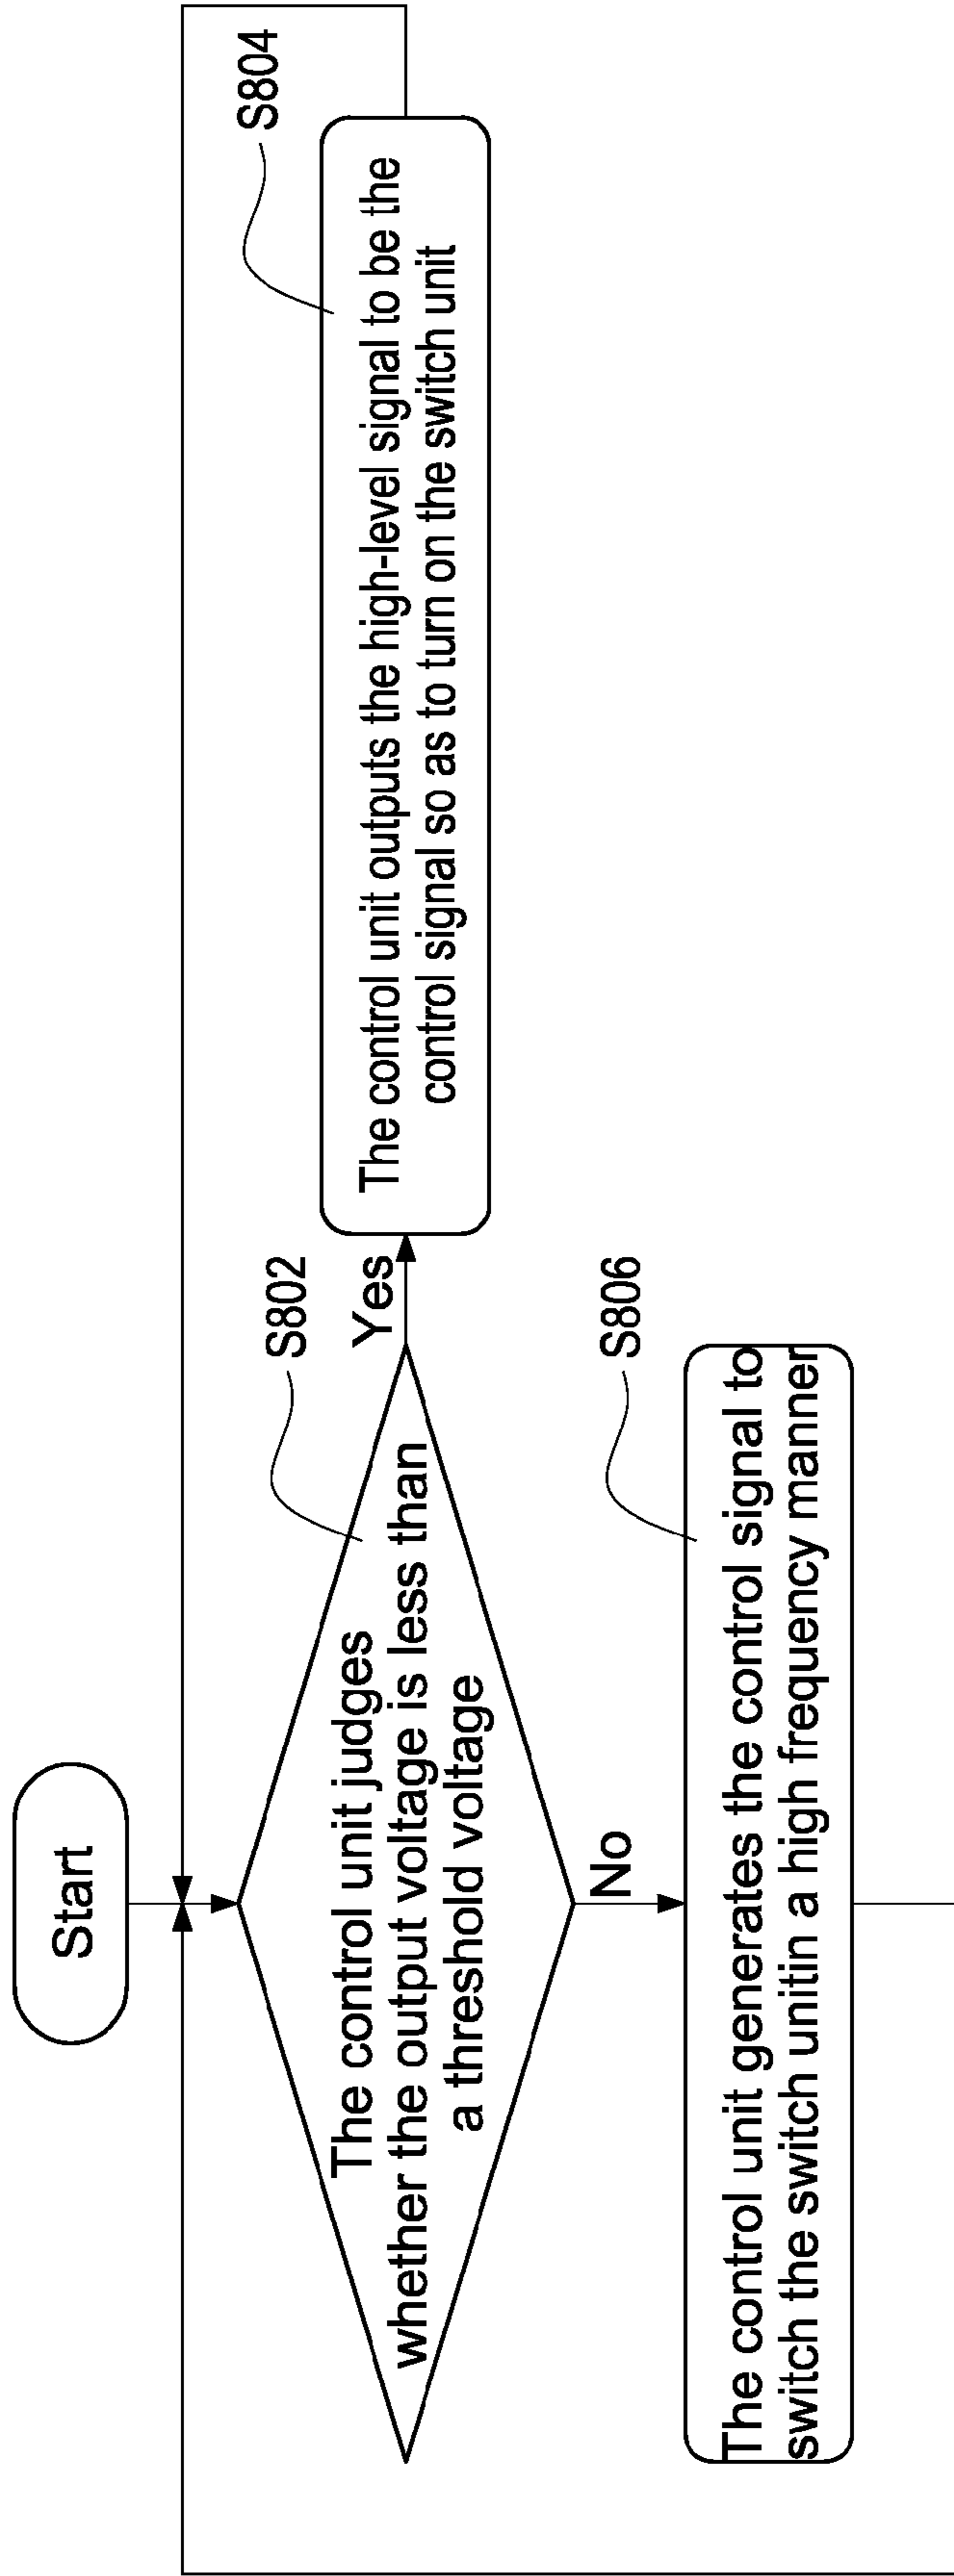 Start
S802
The control unit judges
whether the output voltage is less than
a threshold voltage
Yes
S804
The control unit outputs the high-level signal to be the
control signal so as to turn on the switch unit
No
S806
The control unit generates the control signal to
switch the switch unitin a high frequency manner